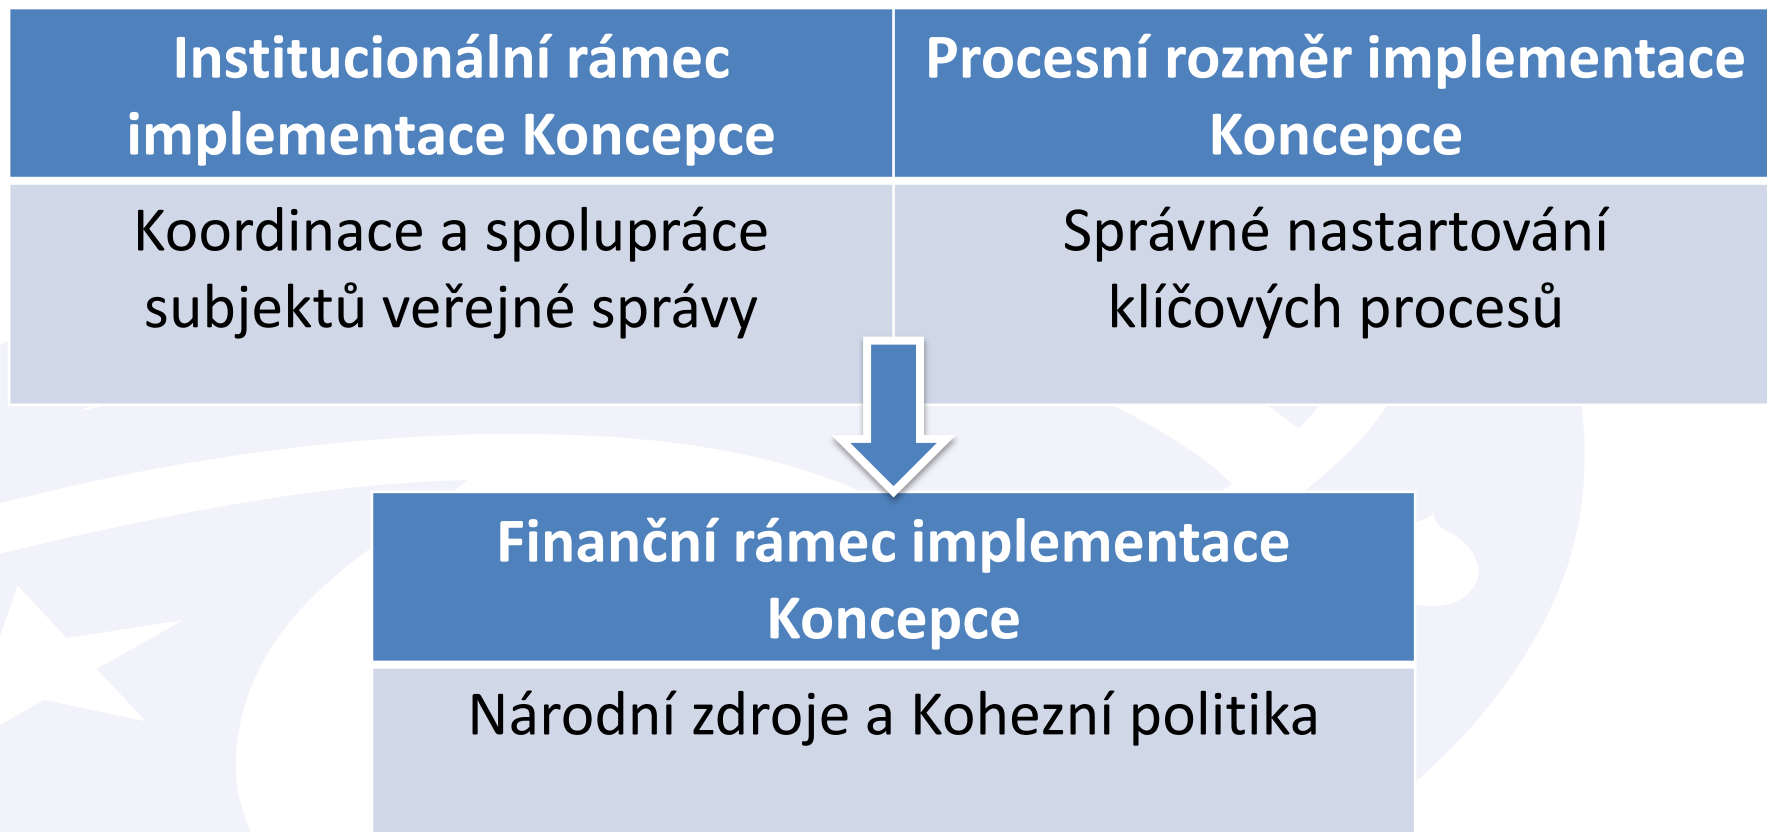 Institucionální rámec
implementace Koncepce
Procesní rozměr implementace
Koncepce
Koordinace a spolupráce
subjektů veřejné správy
Správné nastartování
klíčových procesů
Finanční rámec implementace
Koncepce
Národní zdroje a Kohezní politika